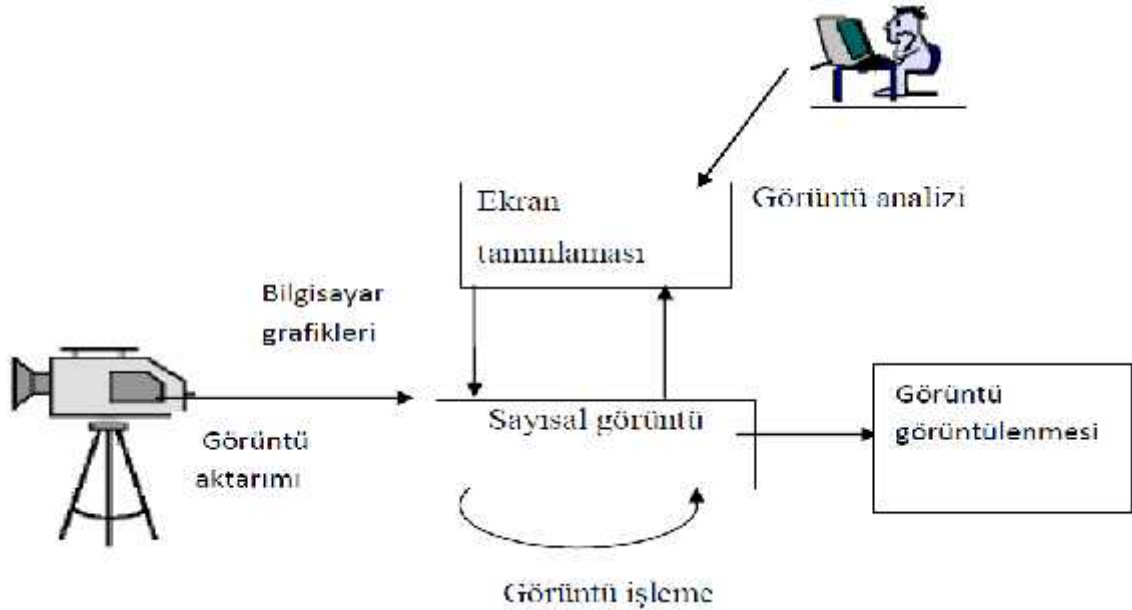 Ekran
tanımlaması
Görüntü analizi
Bilgisayar
grafikleri
Görüntü
aktarımı
Sayısal görüntü
Görüntü
görüntülenmesi
Görüntü işleme